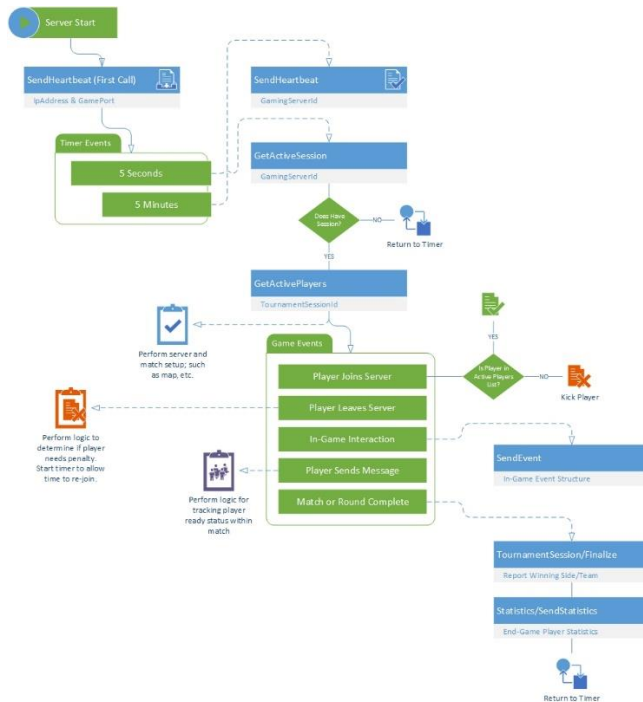 Server Start
SendHeartbeat (First Call)
IpAddress & GamePort
SendHeartbeat
GamingServerId
Timer Events
5 Seconds
5 Minutes
GetActiveSession
GamingServerId
Does Have
Session?
NO
Return to Timer
YES
GetActivePlayers
TournamentSessionId
Perform server and
match setup; such
as map, etc.
Game Events
Player Joins Server
Is Player in
Active Players
List?
NO
Kick Player
Player Leaves Server
Perform logic to
determine if player
needs penalty.
Start timer to allow
time to re-join.
In-Game Interaction
SendEvent
In-Game Event Structure
Player Sends Message
Perform logic for
tracking player
ready status within
match
Match or Round Complete
TournamentSession/Finalize
Report Winning Side/Team
Statistics/SendStatistics
End-Game Player Statistics
Return to Timer